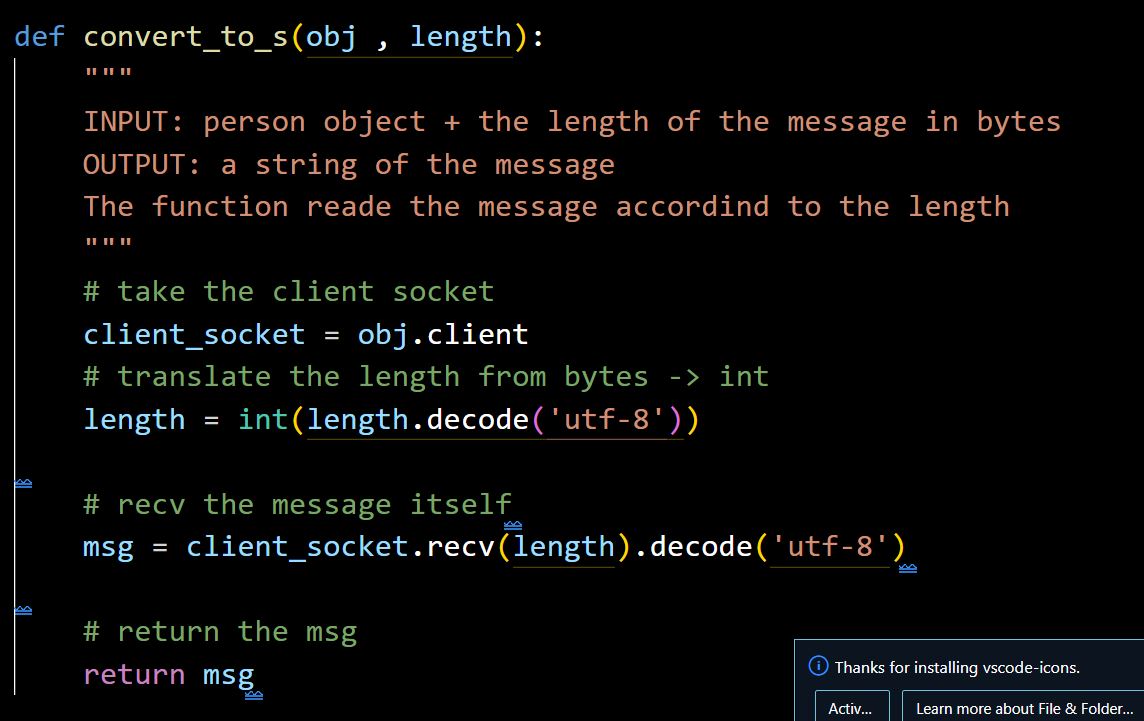 def convert_to_s(obj , length):
"""
INPUT: person object + the length of the message in bytes
OUTPUT: a string of the message
The function reade the message accordind to the length
"""
# take the client socket
client_socket = obj.client
# translate the length from bytes -> int
length = int(length.decode('utf-8'))
# recv the message itself
msg = client_socket.recv(length).decode('utf-8')
# return the msg
return msg
Thanks for installing vscode-icons.
Activ... Learn more about File & Folder...